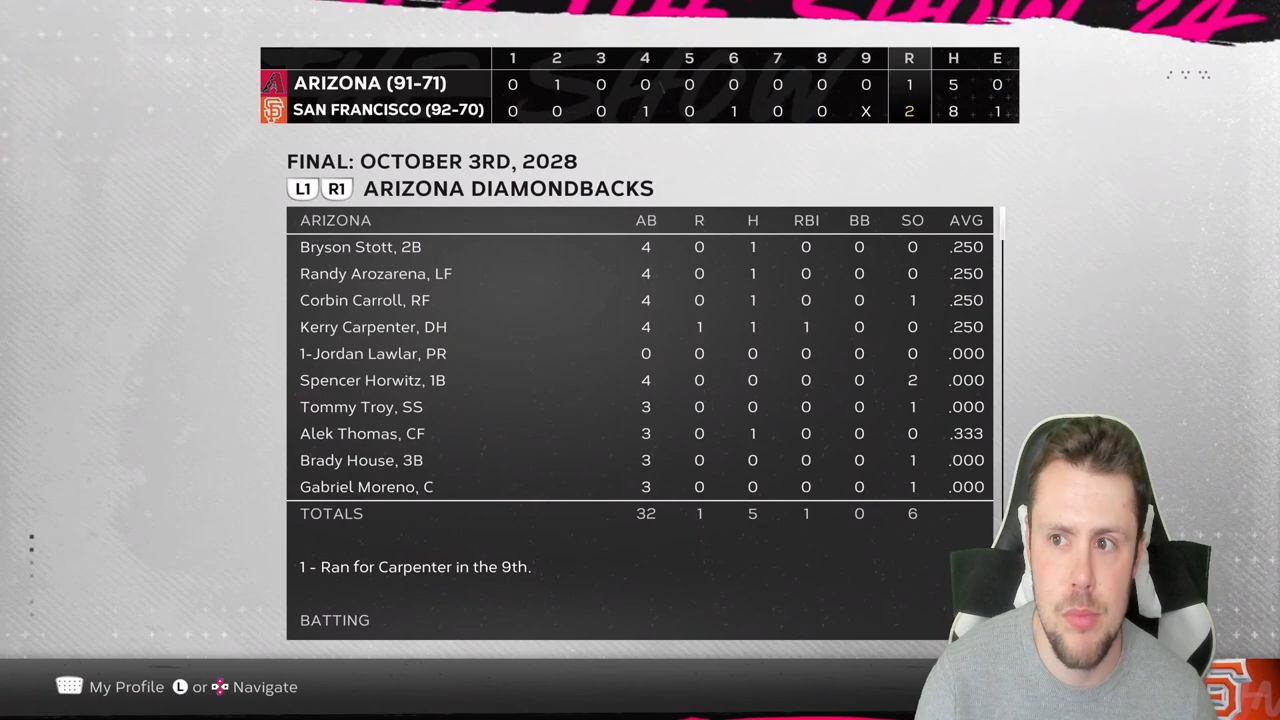 THE SHOW 24
1 2 3 4 5 6 7 8 9 R H E
ARIZONA (91-71) 0 1 0 0 0 0 0 0 0 1 5 0
SAN FRANCISCO (92-70) 0 0 0 1 0 1 0 0 X 2 8 1
FINAL: OCTOBER 3RD, 2028
L1 R1 ARIZONA DIAMONDBACKS
ARIZONA AB R H RBI BB SO AVG
Bryson Stott, 2B 4 0 1 0 0 0 .250
Randy Arozarena, LF 4 0 1 0 0 0 .250
Corbin Carroll, RF 4 0 1 0 0 1 .250
Kerry Carpenter, DH 4 1 1 1 0 0 .250
1-Jordan Lawlar, PR 0 0 0 0 0 0 .000
Spencer Horwitz, 1B 4 0 0 0 0 2 .000
Tommy Troy, SS 3 0 0 0 0 1 .000
Alek Thomas, CF 3 0 1 0 0 0 .333
Brady House, 3B 3 0 0 0 0 1 .000
Gabriel Moreno, C 3 0 0 0 0 1 .000
TOTALS 32 1 5 1 0 6
1 - Ran for Carpenter in the 9th.
BATTING
My Profile L or Navigate